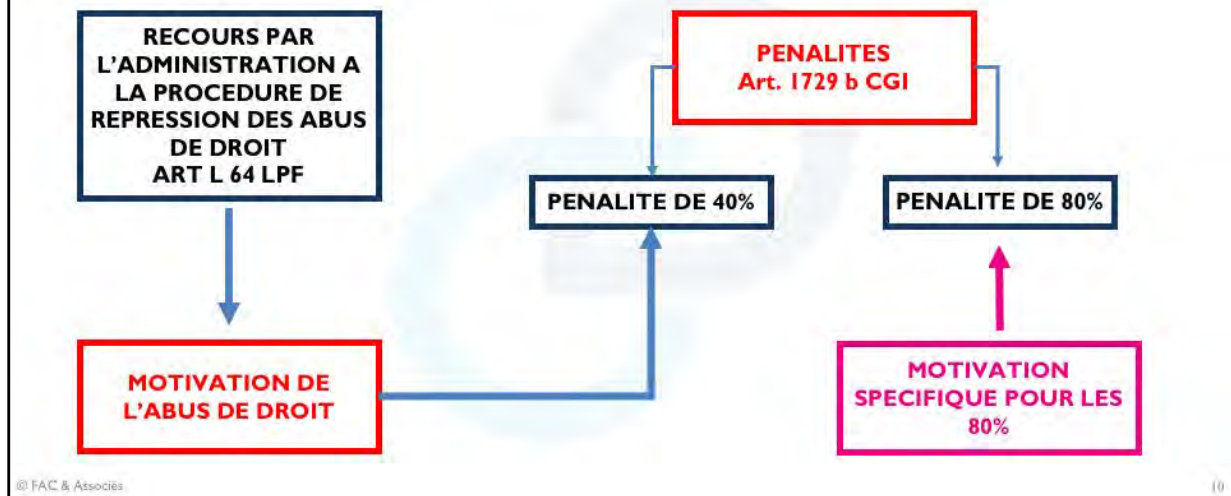 RECOURS PAR
L'ADMINISTRATION A
LA PROCEDURE DE
REPRESSION DES ABUS
DE DROIT
ART L 64 LPF
PENALITES
Art. 1729 b CGI
PENALITE DE 40%
PENALITE DE 80%
MOTIVATION DE
L'ABUS DE DROIT
MOTIVATION
SPECIFIQUE POUR LES
80%
© FAC & Associés
10